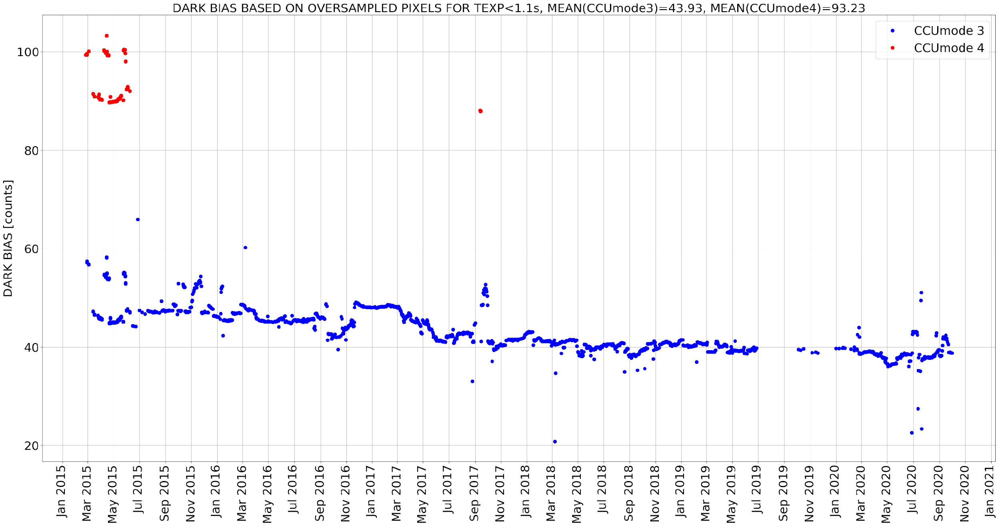 DARK BIAS BASED ON OVERSAMPLED PIXELS FOR TEXP<1.1s, MEAN(CCUmode3)=43.93, MEAN(CCUmode4)=93.23
CCUmode 3
CCUmode 4
DARK BIAS [counts]
100
80
60
40
20
Jan 2015
Mar 2015
May 2015
Jul 2015
Sep 2015
Nov 2015
Jan 2016
Mar 2016
May 2016
Jul 2016
Sep 2016
Nov 2016
Jan 2017
Mar 2017
May 2017
Jul 2017
Sep 2017
Nov 2017
Jan 2018
Mar 2018
May 2018
Jul 2018
Sep 2018
Nov 2018
Jan 2019
Mar 2019
May 2019
Jul 2019
Sep 2019
Nov 2019
Jan 2020
Mar 2020
May 2020
Jul 2020
Sep 2020
Nov 2020
Jan 2021